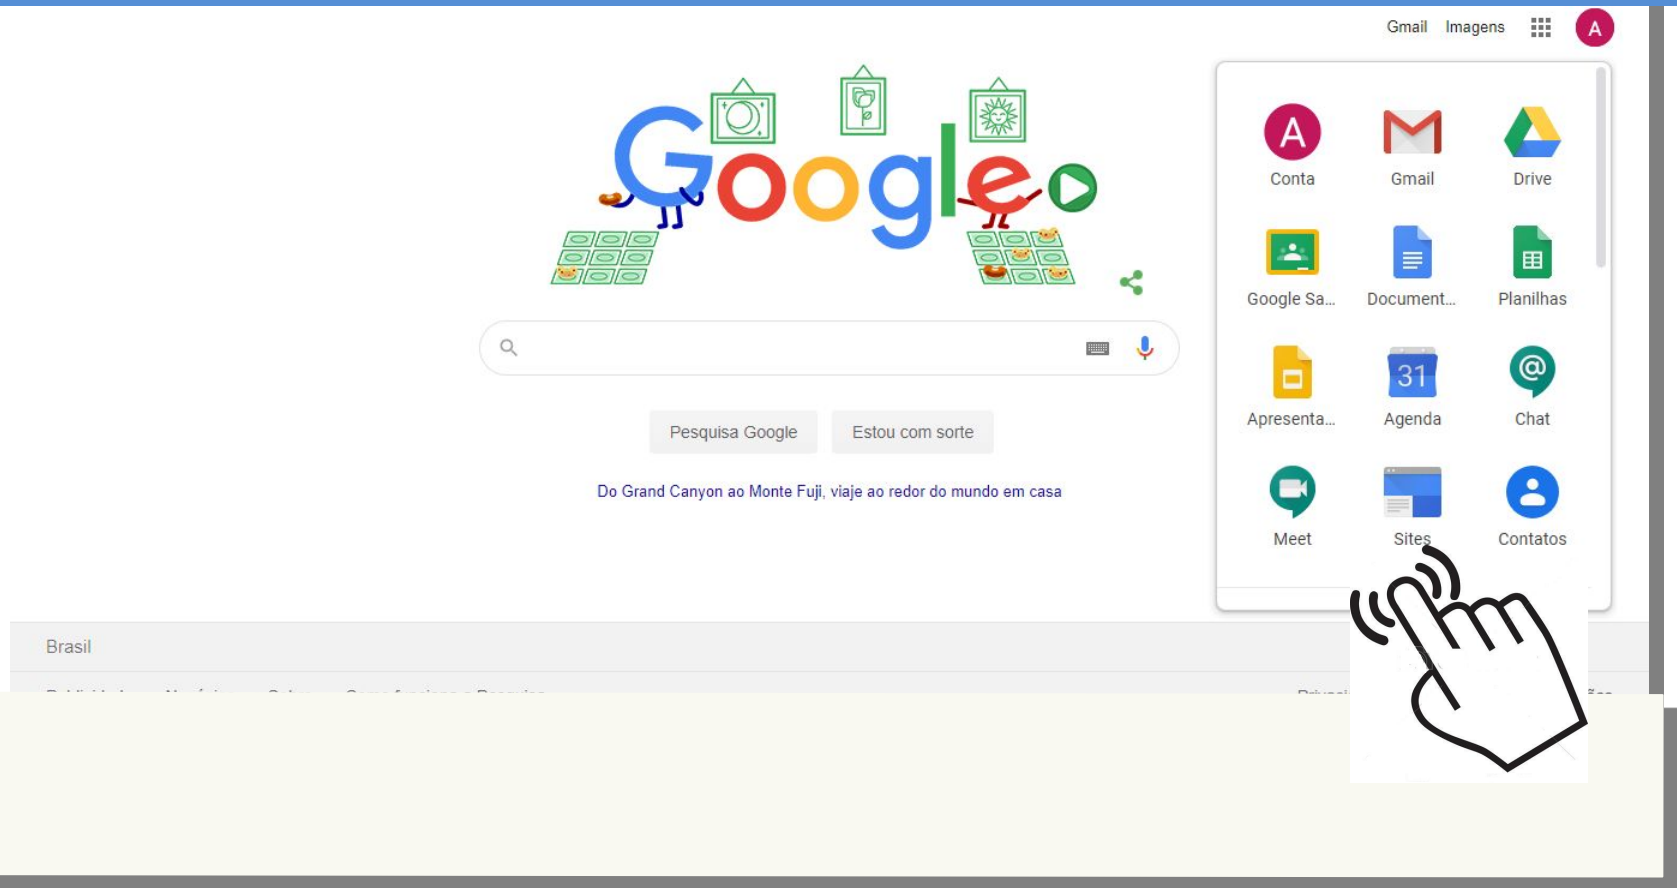 Gmail Imagens A
Google
A
Conta Gmail Drive
Google Sa... Document... Planilhas
31
Apresenta... Agenda Chat
Meet Sites Contatos
Pesquisa Google Estou com sorte
Do Grand Canyon ao Monte Fuji, viaje ao redor do mundo em casa
Brasil